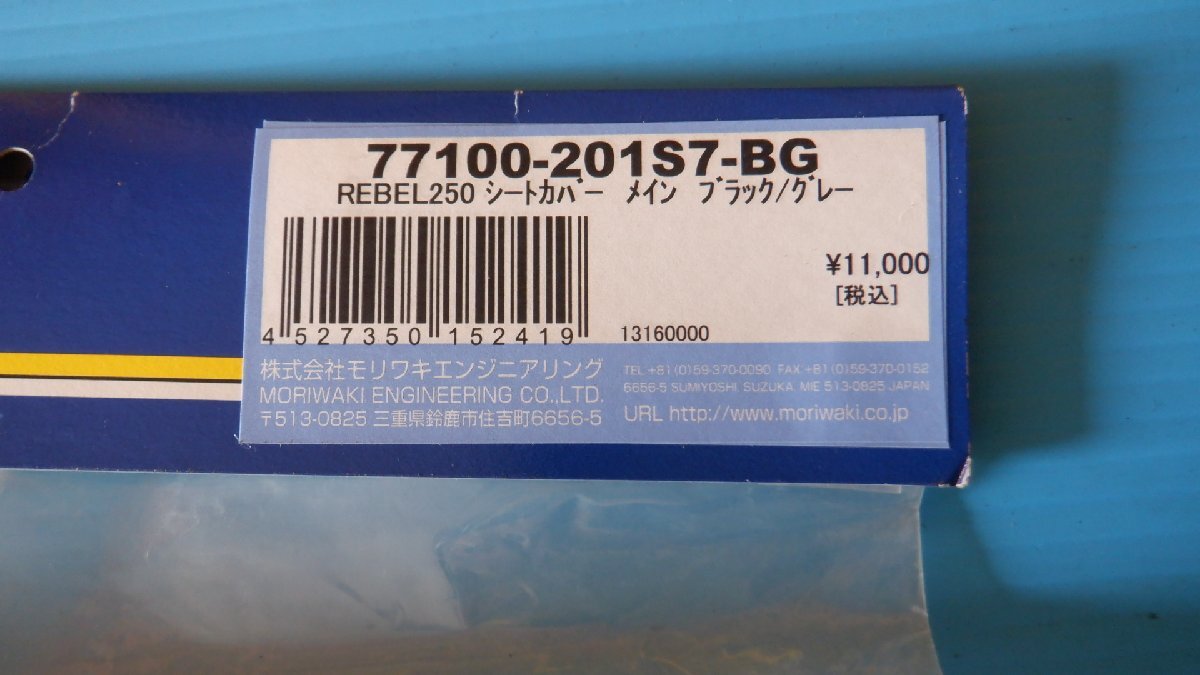 77100-201S7-BG
REBEL250 シートカバー メイン ブラック/グレー
¥11,000
[税込]
4 527350 152419
13160000
株式会社モリワキエンジニアリング
MORIWAKI ENGINEERING CO.,LTD.
〒513-0825 三重県鈴鹿市住吉町6656-5
TEL +81(0)59-370-0090 FAX +81(0)59-370-0152
6656-5 SUMIYOSHI SUZUKA MIE 513-0825 JAPAN
URL http://www.moriwaki.co.jp